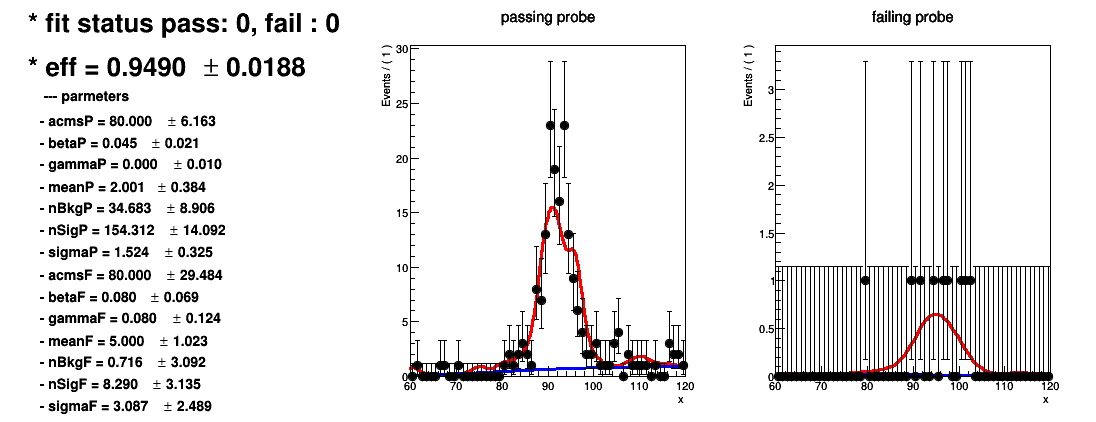 * fit status pass: 0, fail : 0
* eff = 0.9490 ± 0.0188
--- parmeters
- acmsP = 80.000 ± 6.163
- betaP = 0.045 ± 0.021
- gammaP = 0.000 ± 0.010
- meanP = 2.001 ± 0.384
- nBkgP = 34.683 ± 8.906
- nSigP = 154.312 ± 14.092
- sigmaP = 1.524 ± 0.325
- acmsF = 80.000 ± 29.484
- betaF = 0.080 ± 0.069
- gammaF = 0.080 ± 0.124
- meanF = 5.000 ± 1.023
- nBkgF = 0.716 ± 3.092
- nSigF = 8.290 ± 3.135
- sigmaF = 3.087 ± 2.489
passing probe
Events / ( 1 )
30
25
20
15
10
5
0
60 70 80 90 100 110 120
x
failing probe
Events / ( 1 )
3
2.5
2
1.5
1
0.5
0
60 70 80 90 100 110 120
x